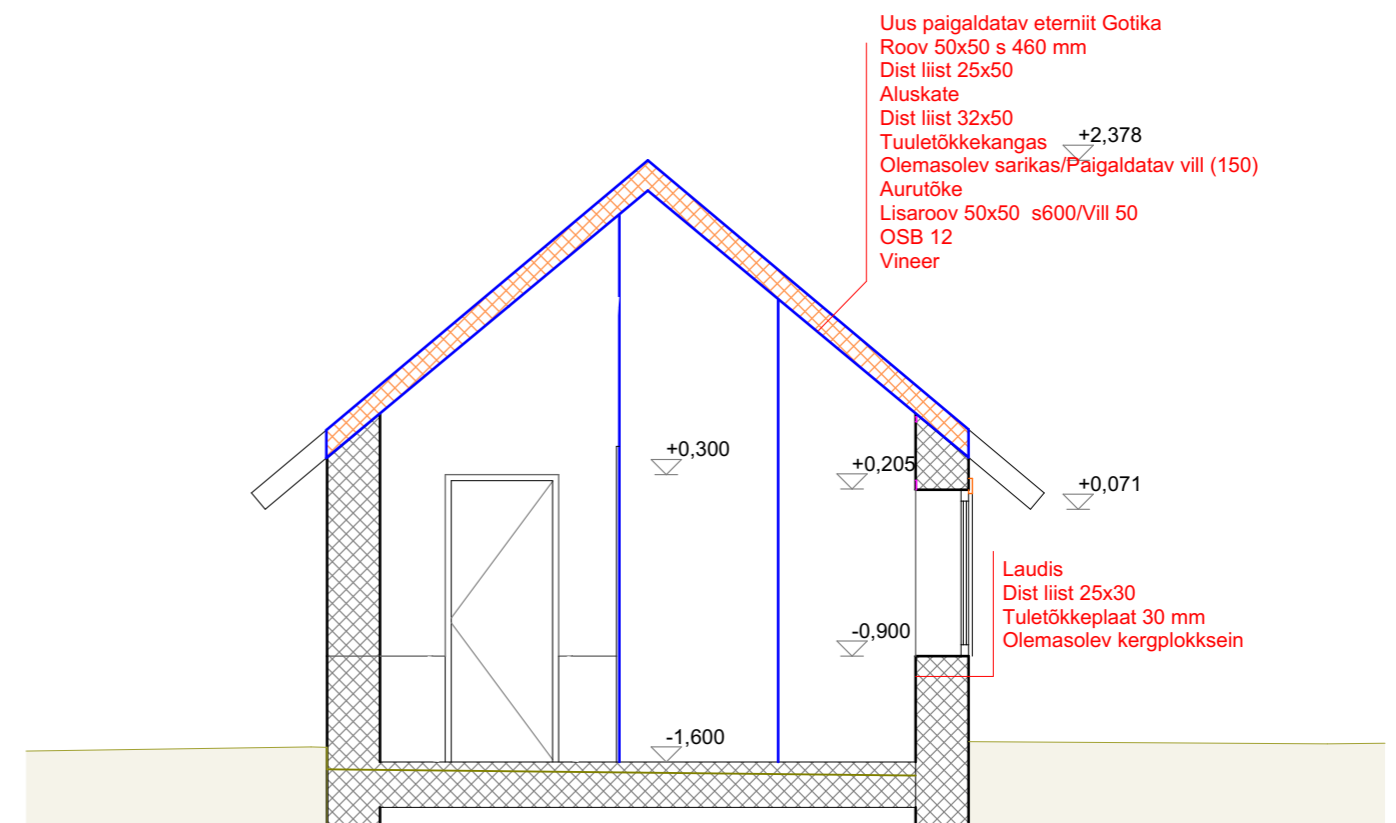 Uus paigaldatav eterniit Gotika
Roov 50x50 s 460 mm
Dist liist 25x50
Aluskate
Dist liist 32x50
Tuuletõkkekangas
+2,378
Olemasolev sarikas/Paigaldatav vill (150)
Aurutõke
Lisaroov 50x50 s600/Vill 50
OSB 12
Vineer
+0,300
+0,205
+0,071
Laudis
Dist liist 25x30
Tuletõkkeplaat 30 mm
Olemasolev kergplokksein
-0,900
-1,600